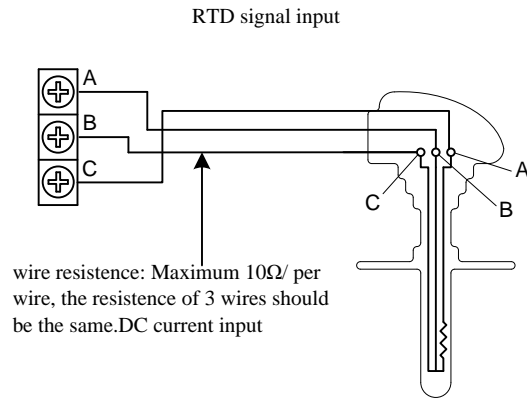 RTD signal input
A
B
C
A
C
B
wire resistence: Maximum 10Ω/ per
wire, the resistence of 3 wires should
be the same.DC current input